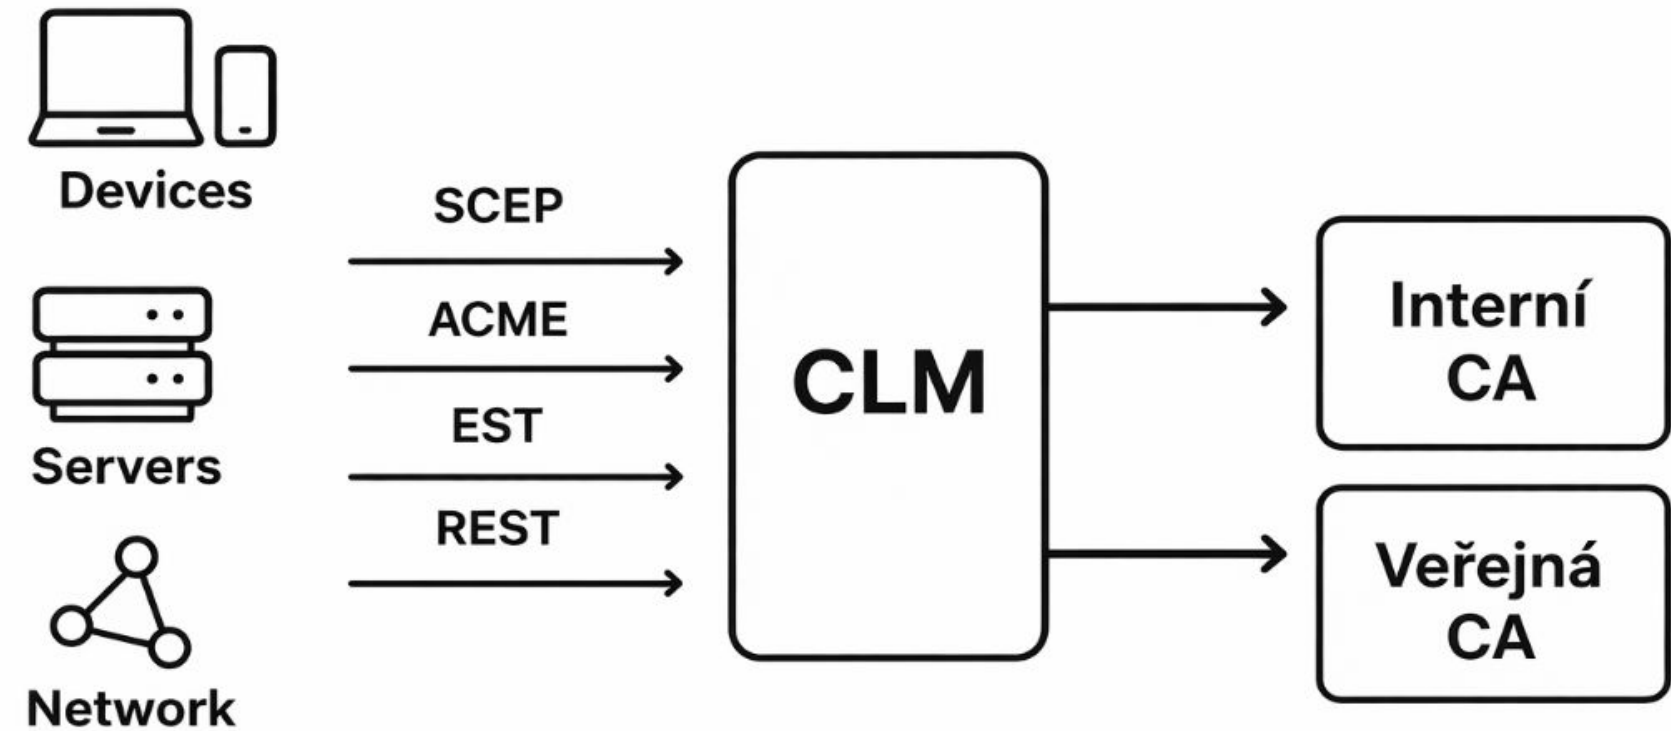 Devices
Servers
Network
SCEP
ACME
EST
REST
CLM
Interní
CA
Veřejná
CA